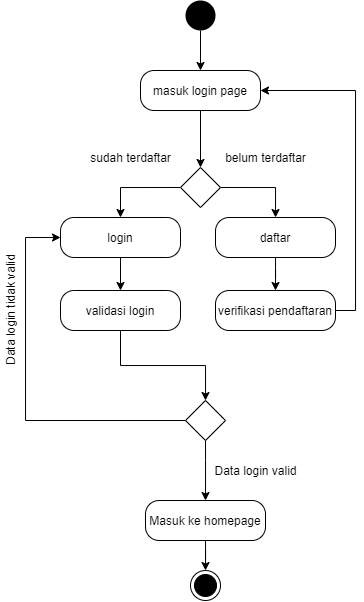 masuk login page
sudah terdaftar
belum terdaftar
login
daftar
Data login tidak valid
validasi login
verifikasi pendaftaran
Data login valid
Masuk ke homepage